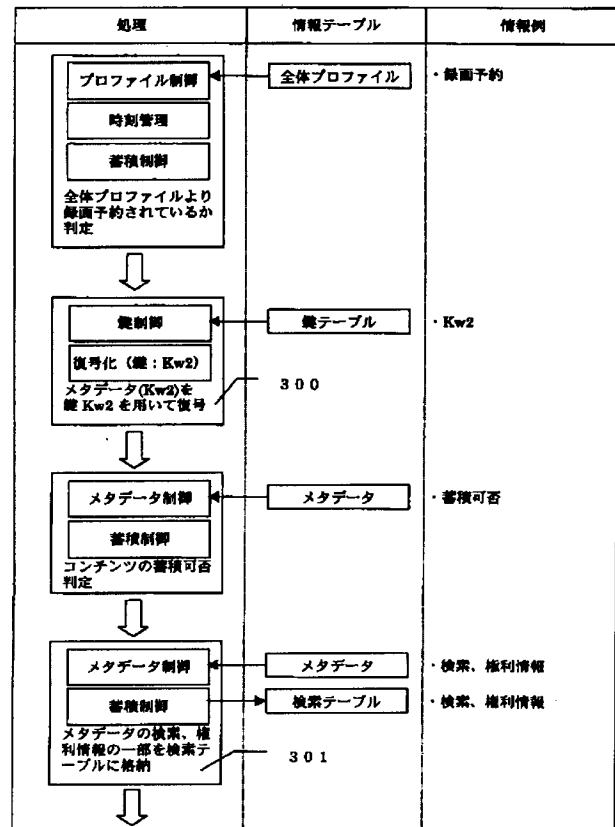 処理 情報テーブル 情報例
プロファイル制御 全体プロファイル ・録画予約
時刻管理
蓄積制御
全体プロファイルより
録画予約されているか
判定
鍵制御 鍵テーブル ・Kw2
復号化（鍵：Kw2）
メタデータ(Kw2)を
鍵 Kw2 を用いて復号
300
メタデータ制御 メタデータ ・蓄積可否
蓄積制御
コンテンツの蓄積可否
判定
メタデータ制御 メタデータ ・検索、権利情報
蓄積制御 検索テーブル ・検索、権利情報
メタデータの検索、権
利情報の一部を検索テ
ーブルに格納
301